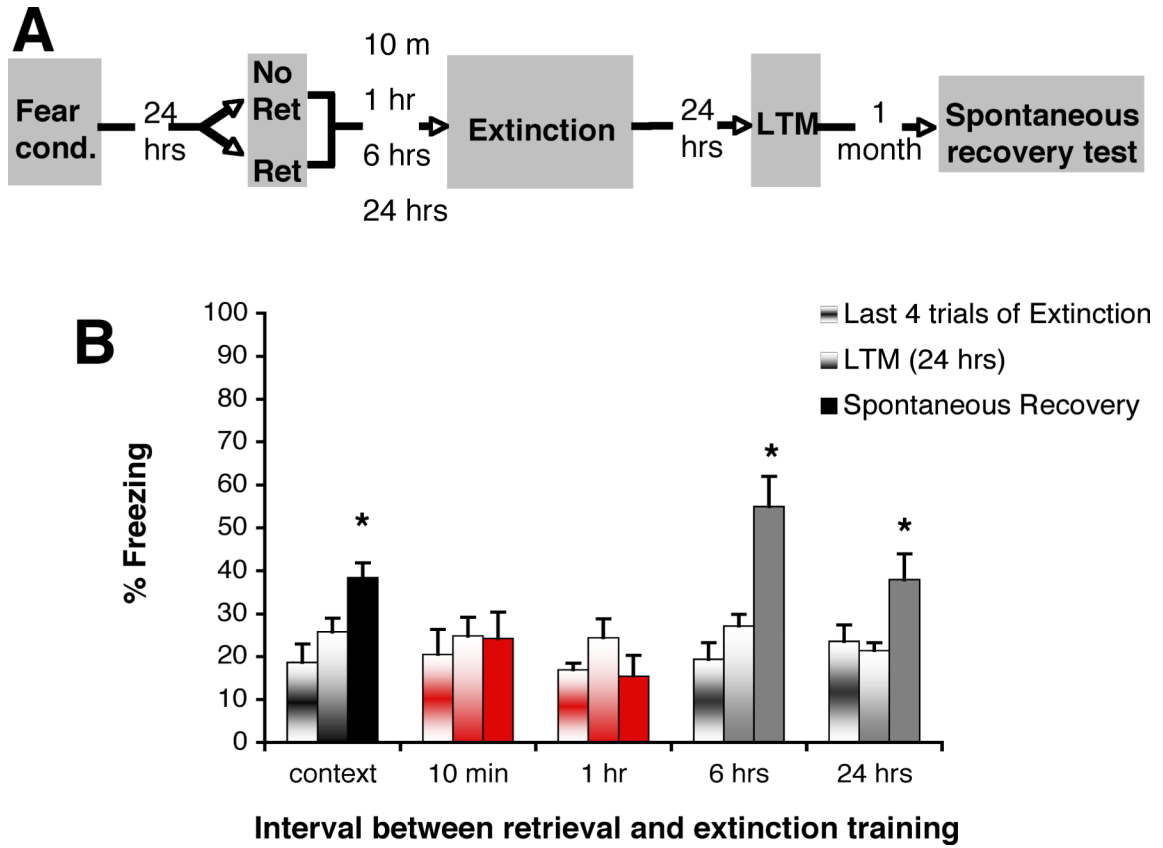 A
Fear
cond.
24
hrs
No
Ret
Ret
10 m
1 hr
6 hrs
24 hrs
Extinction
24
hrs
LTM
1
month
Spontaneous
recovery test
B
% Freezing
100
90
80
70
60
50
40
30
20
10
0
Last 4 trials of Extinction
LTM (24 hrs)
Spontaneous Recovery
*
*
*
context
10 min
1 hr
6 hrs
24 hrs
Interval between retrieval and extinction training